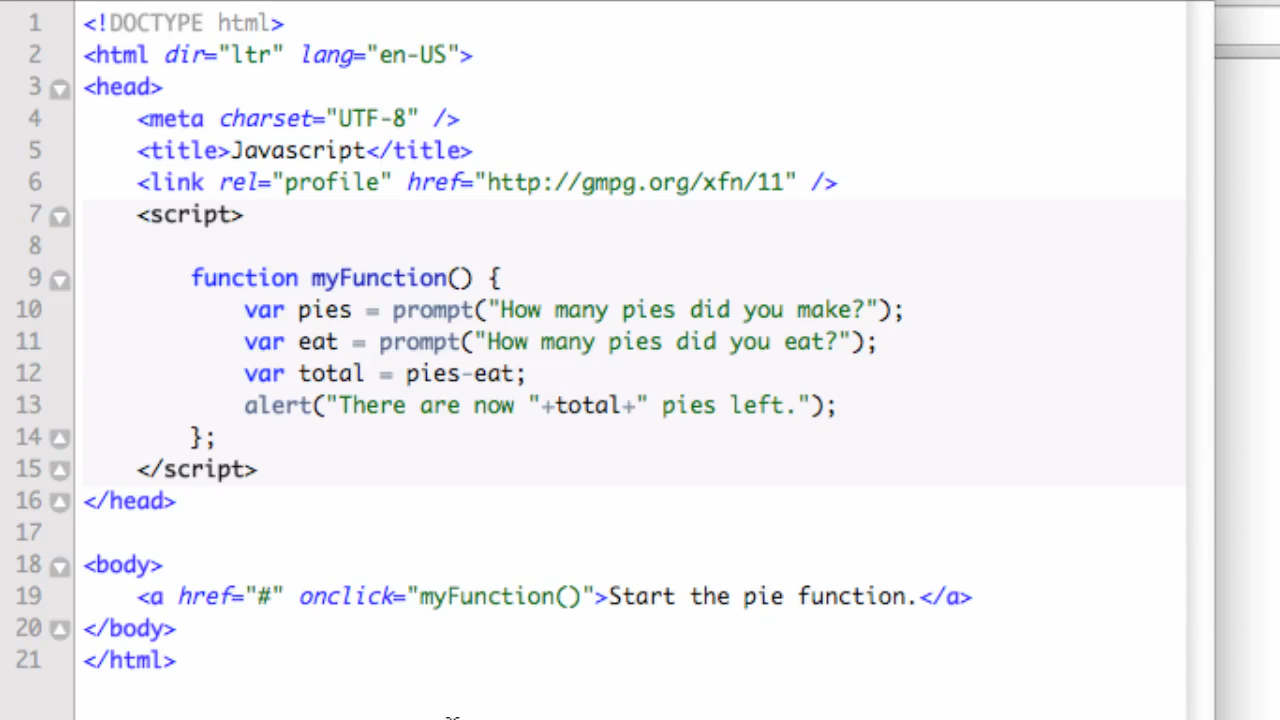 1 <!DOCTYPE html>
2 <html dir="ltr" lang="en-US">
3 <head>
4 <meta charset="UTF-8" />
5 <title>Javascript</title>
6 <link rel="profile" href="http://gmpg.org/xfn/11" />
7 <script>
8
9 function myFunction() {
10 var pies = prompt("How many pies did you make?");
11 var eat = prompt("How many pies did you eat?");
12 var total = pies-eat;
13 alert("There are now "+total+" pies left.");
14 };
15 </script>
16 </head>
17
18 <body>
19 <a href="#" onclick="myFunction()">Start the pie function.</a>
20 </body>
21 </html>